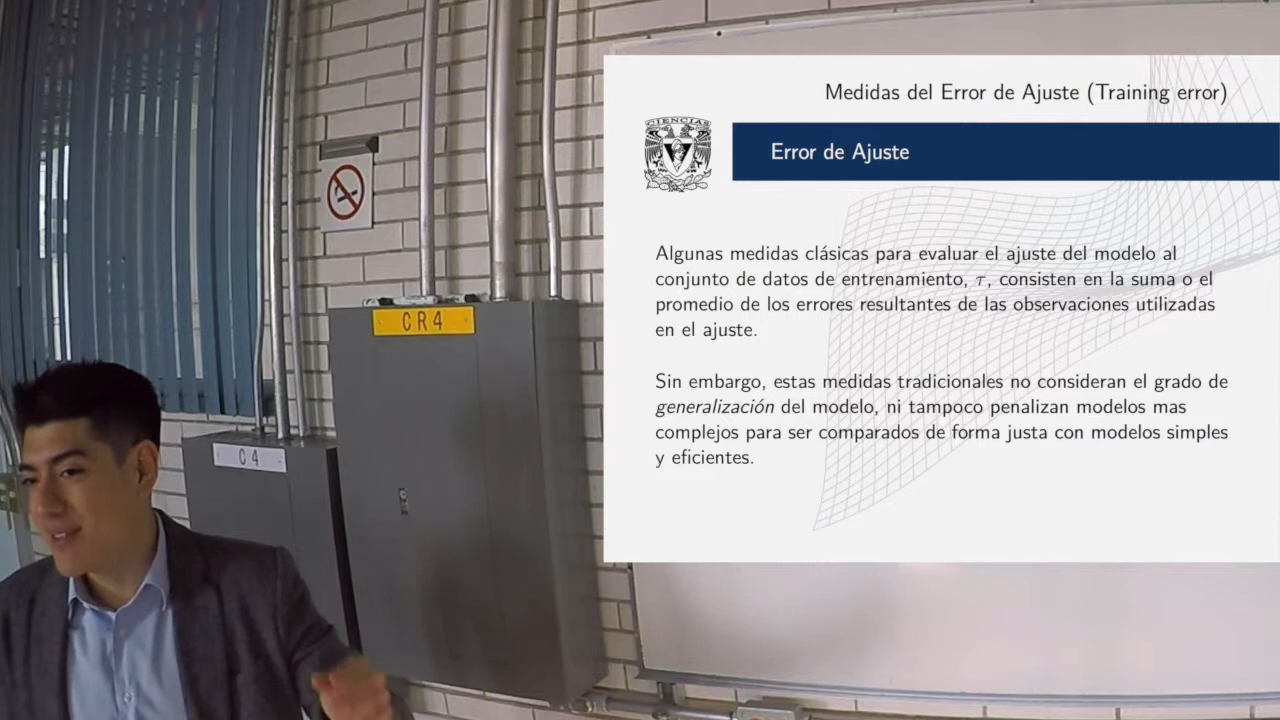 Medidas del Error de Ajuste (Training error)
CIENCIAS
Error de Ajuste
Algunas medidas clásicas para evaluar el ajuste del modelo al
conjunto de datos de entrenamiento, τ, consisten en la suma o el
promedio de los errores resultantes de las observaciones utilizadas
en el ajuste.
Sin embargo, estas medidas tradicionales no consideran el grado de
generalización del modelo, ni tampoco penalizan modelos mas
complejos para ser comparados de forma justa con modelos simples
y eficientes.
CR4
C4